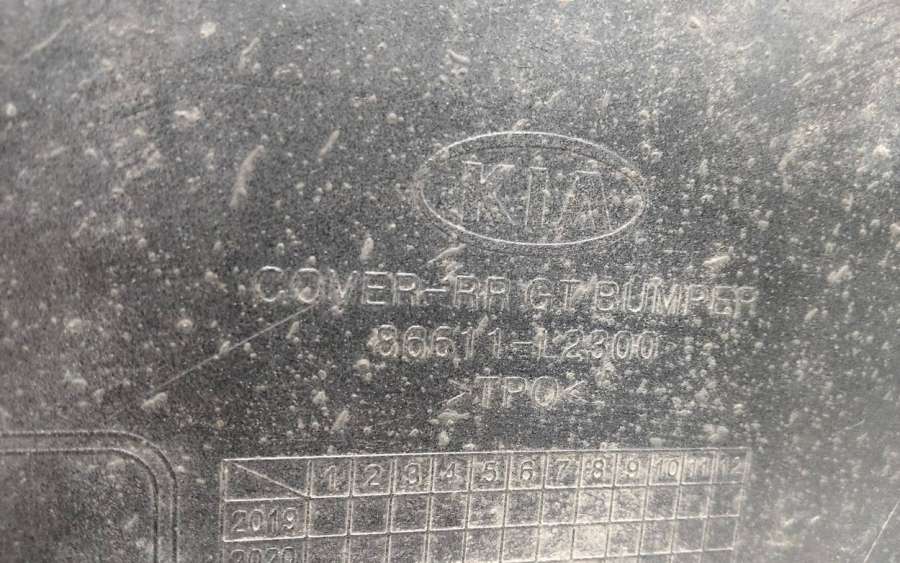 KIA
COVER-RR GT BUMPER
86611-L2300
>TPO<
1 2 3 4 5 6 7 8 9 10 11 12
2019
2020